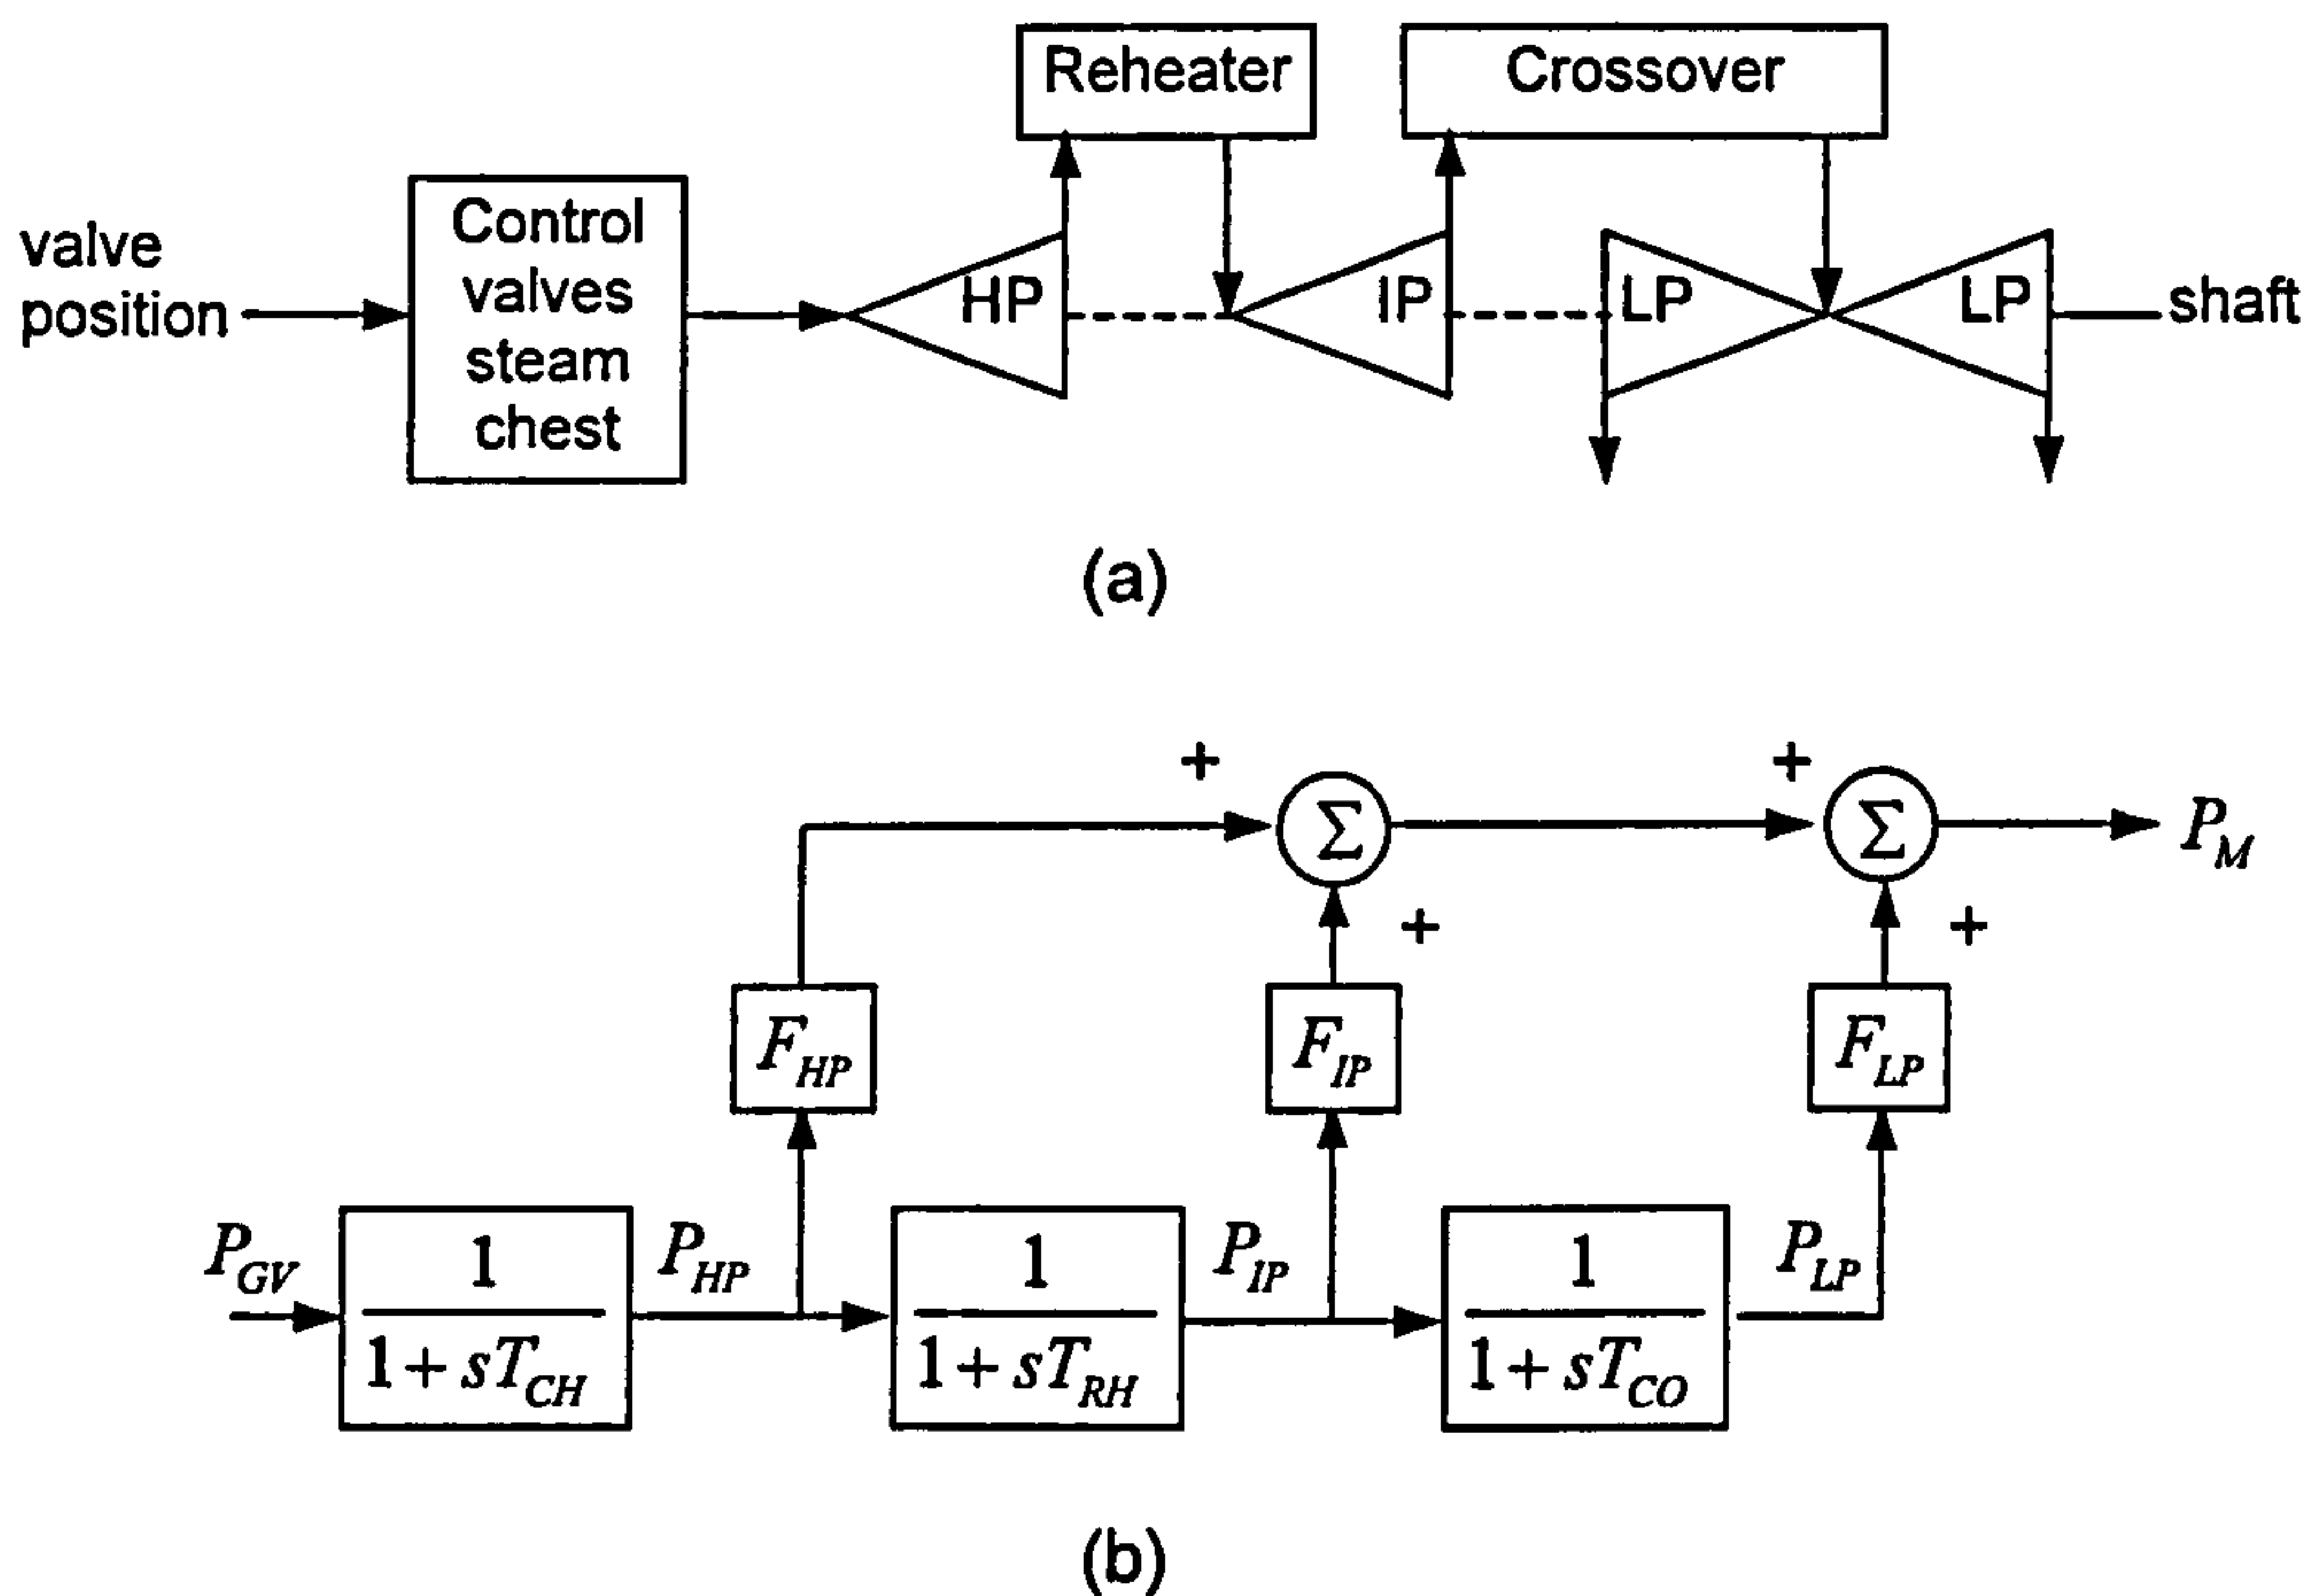 Reheater
Crossover
valve
position
Control
valves
steam
chest
HP
IP
LP
LP
shaft
(a)
+
Σ
+
Σ
P_M
+
+
F_HP
F_IP
F_LP
P_GV
1
1 + sT_CH
P_HP
1
1 + sT_RH
P_IP
1
1 + sT_CO
P_LP
(b)